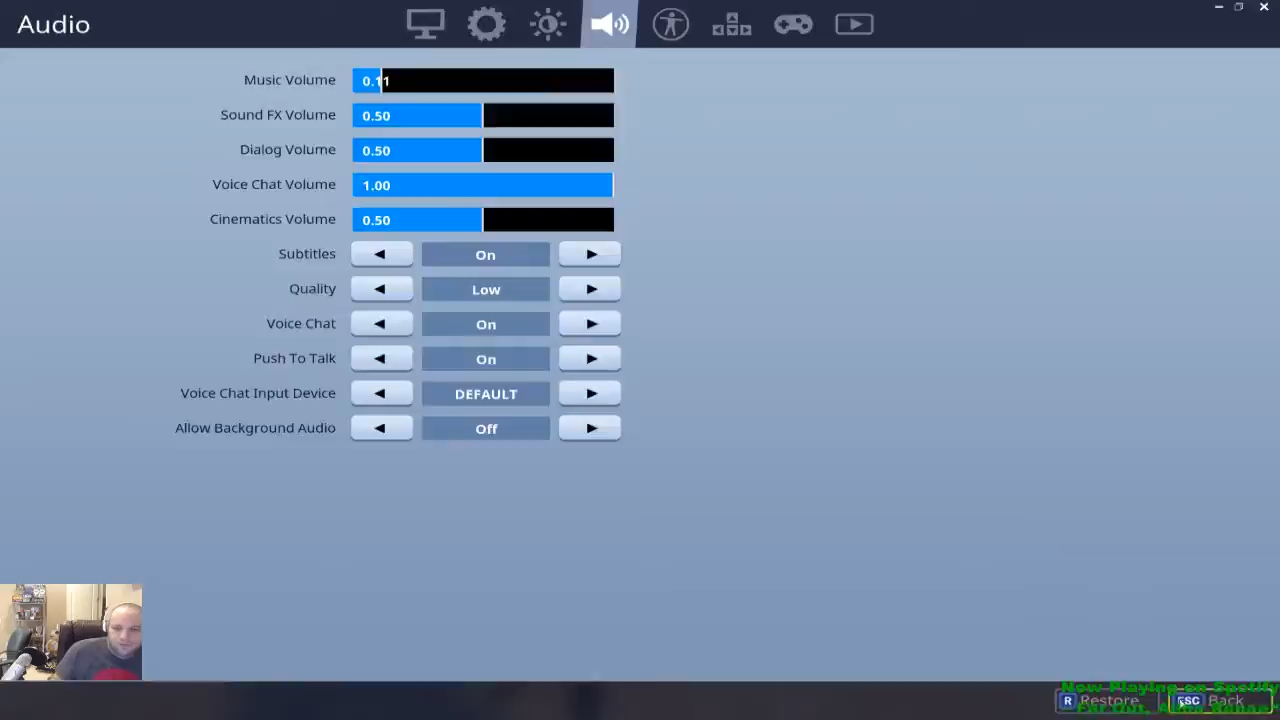 Audio
Music Volume 0.11
Sound FX Volume 0.50
Dialog Volume 0.50
Voice Chat Volume 1.00
Cinematics Volume 0.50
Subtitles On
Quality Low
Voice Chat On
Push To Talk On
Voice Chat Input Device DEFAULT
Allow Background Audio Off
Now Playing on Spotify
R Restore ESC Back